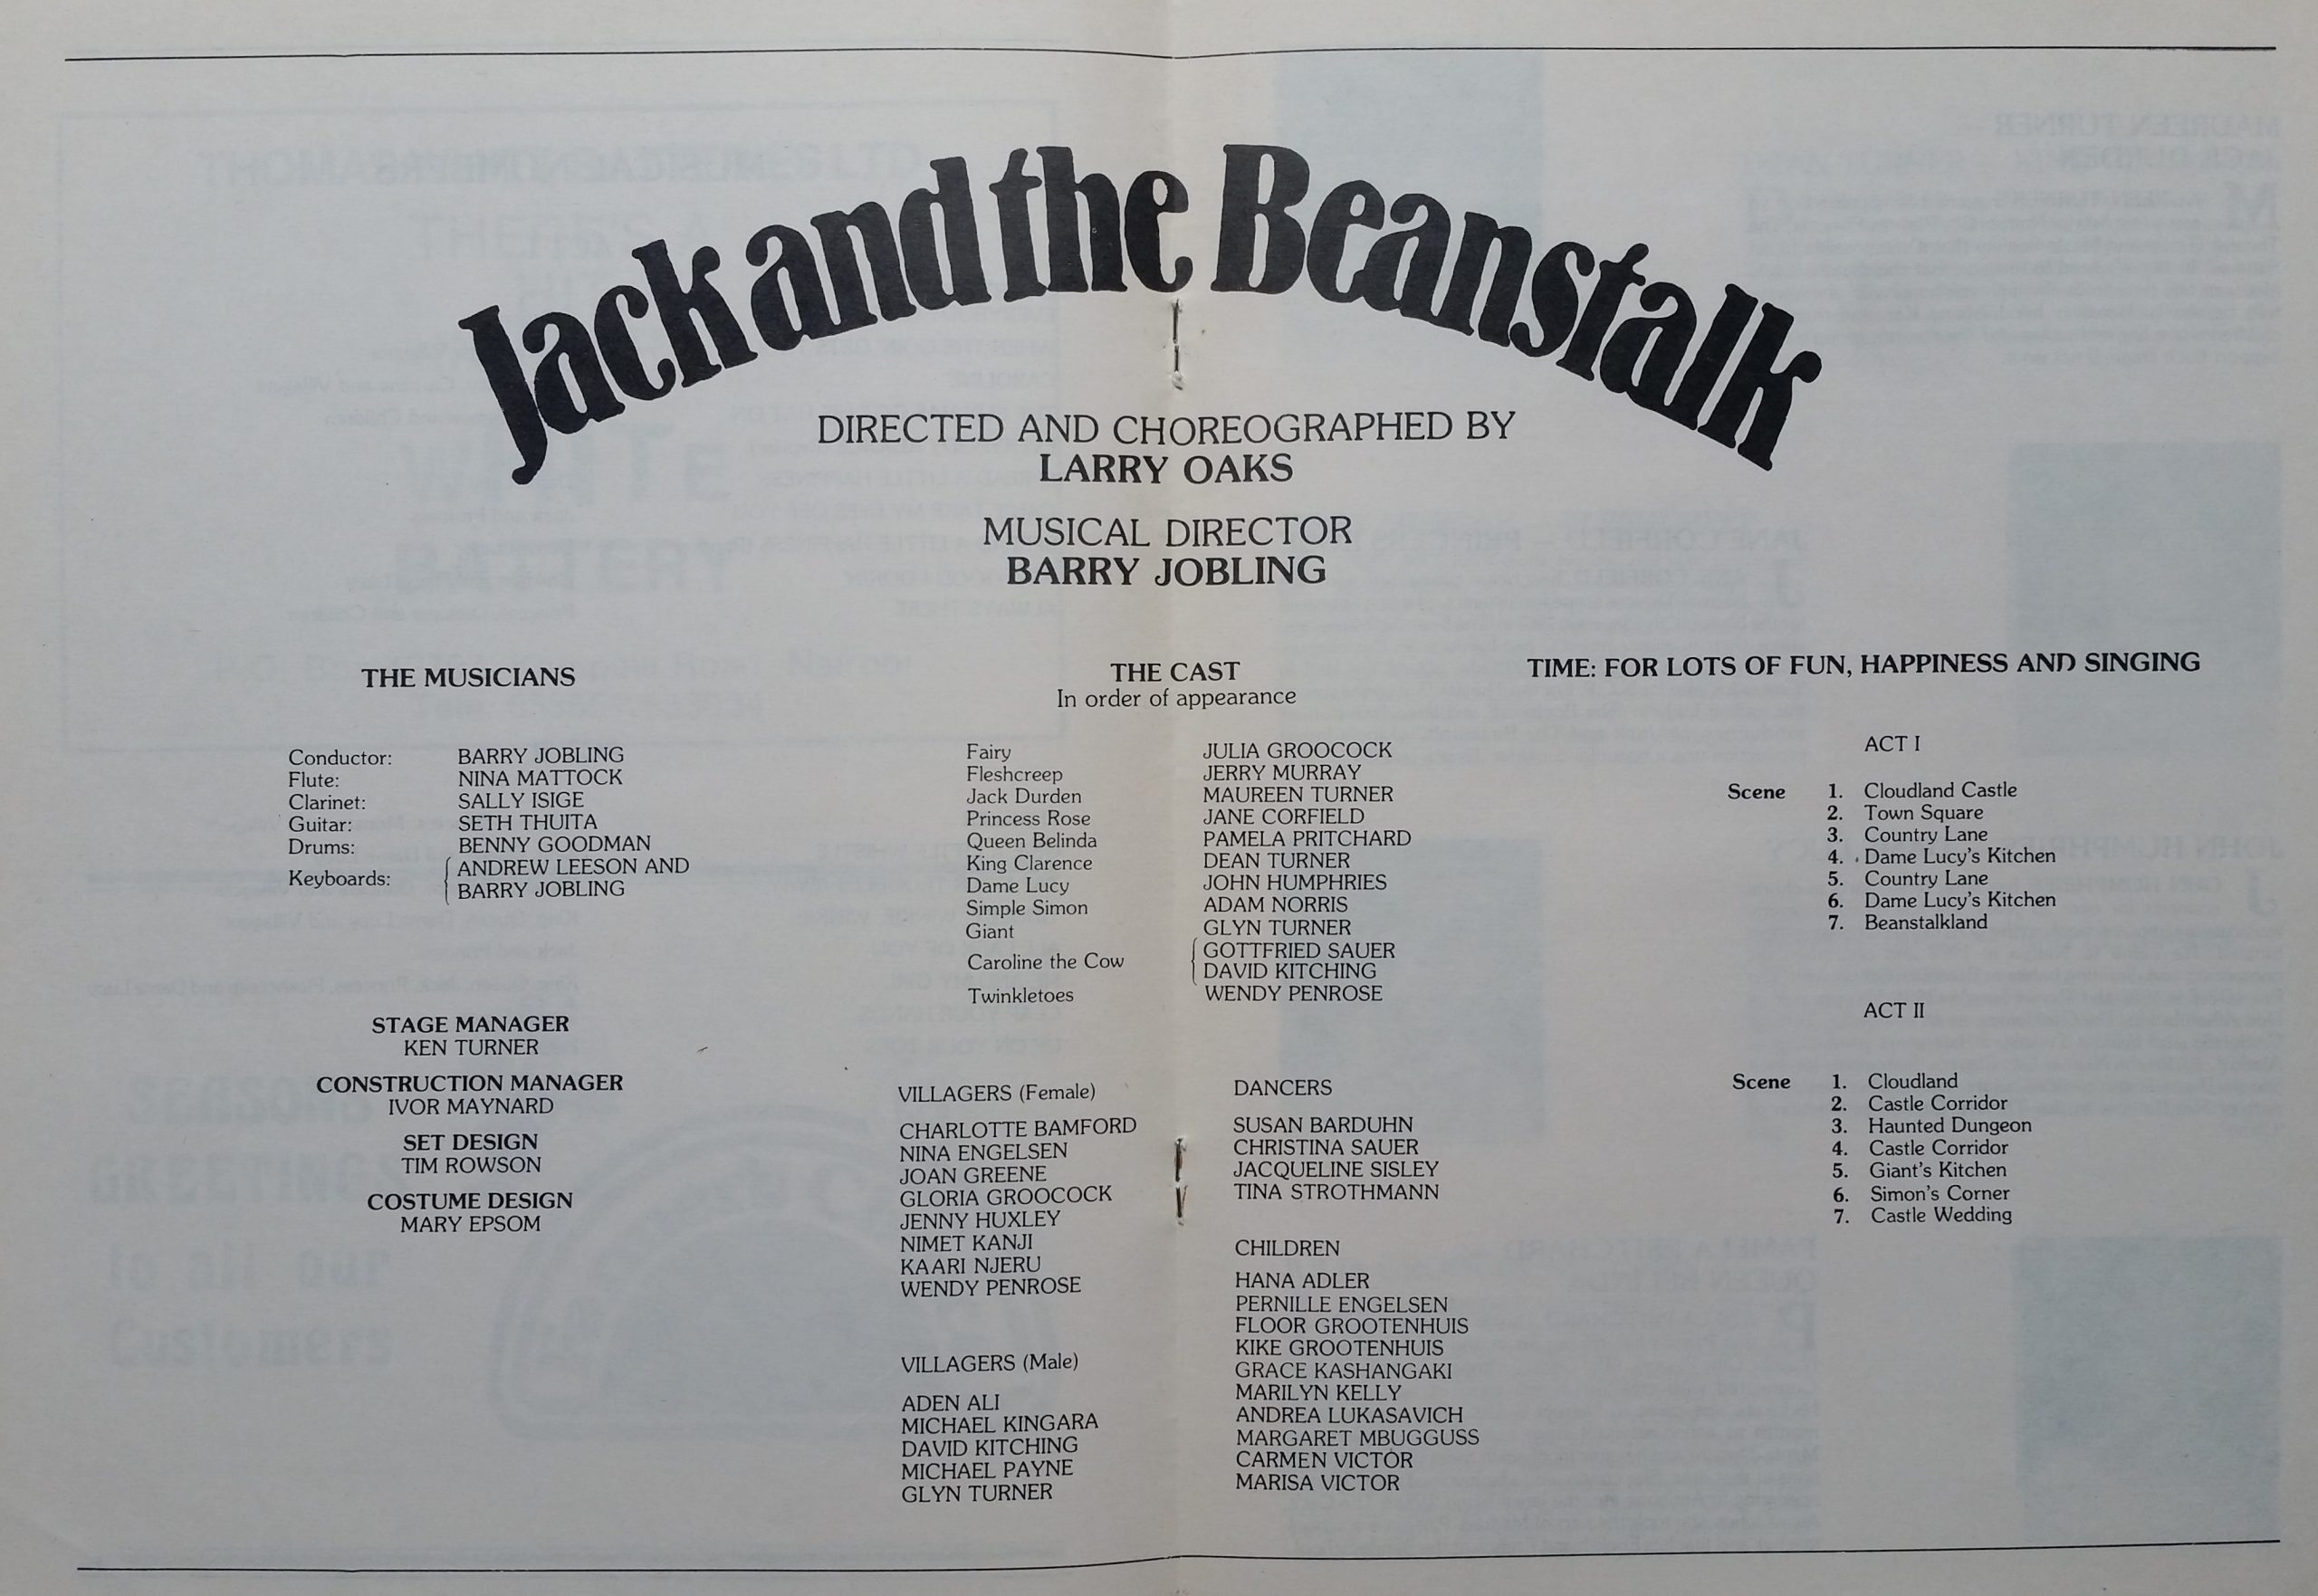 Jack and the Beanstalk
DIRECTED AND CHOREOGRAPHED BY
LARRY OAKS
MUSICAL DIRECTOR
BARRY JOBLING
THE MUSICIANS
Conductor: BARRY JOBLING
Flute: NINA MATTOCK
Clarinet: SALLY ISIGE
Guitar: SETH THUITA
Drums: BENNY GOODMAN
Keyboards: ANDREW LEESON AND
BARRY JOBLING
STAGE MANAGER
KEN TURNER
CONSTRUCTION MANAGER
IVOR MAYNARD
SET DESIGN
TIM ROWSON
COSTUME DESIGN
MARY EPSOM
THE CAST
In order of appearance
Fairy JULIA GROOCOCK
Fleshcreep JERRY MURRAY
Jack Durden MAUREEN TURNER
Princess Rose JANE CORFIELD
Queen Belinda PAMELA PRITCHARD
King Clarence DEAN TURNER
Dame Lucy JOHN HUMPHRIES
Simple Simon ADAM NORRIS
Giant GLYN TURNER
Caroline the Cow GOTTFRIED SAUER
DAVID KITCHING
Twinkletoes WENDY PENROSE
VILLAGERS (Female)
CHARLOTTE BAMFORD
NINA ENGELSEN
JOAN GREENE
GLORIA GROOCOCK
JENNY HUXLEY
NIMET KANJI
KAARI NJERU
WENDY PENROSE
VILLAGERS (Male)
ADEN ALI
MICHAEL KINGARA
DAVID KITCHING
MICHAEL PAYNE
GLYN TURNER
DANCERS
SUSAN BARDUHN
CHRISTINA SAUER
JACQUELINE SISLEY
TINA STROTHMANN
CHILDREN
HANA ADLER
PERNILLE ENGELSEN
FLOOR GROOTENHUIS
KIKE GROOTENHUIS
GRACE KASHANGAKI
MARILYN KELLY
ANDREA LUKASAVICH
MARGARET MBUGGUSS
CARMEN VICTOR
MARISA VICTOR
TIME: FOR LOTS OF FUN, HAPPINESS AND SINGING
ACT I
Scene 1. Cloudland Castle
2. Town Square
3. Country Lane
4. Dame Lucy's Kitchen
5. Country Lane
6. Dame Lucy's Kitchen
7. Beanstalkland
ACT II
Scene 1. Cloudland
2. Castle Corridor
3. Haunted Dungeon
4. Castle Corridor
5. Giant's Kitchen
6. Simon's Corner
7. Castle Wedding